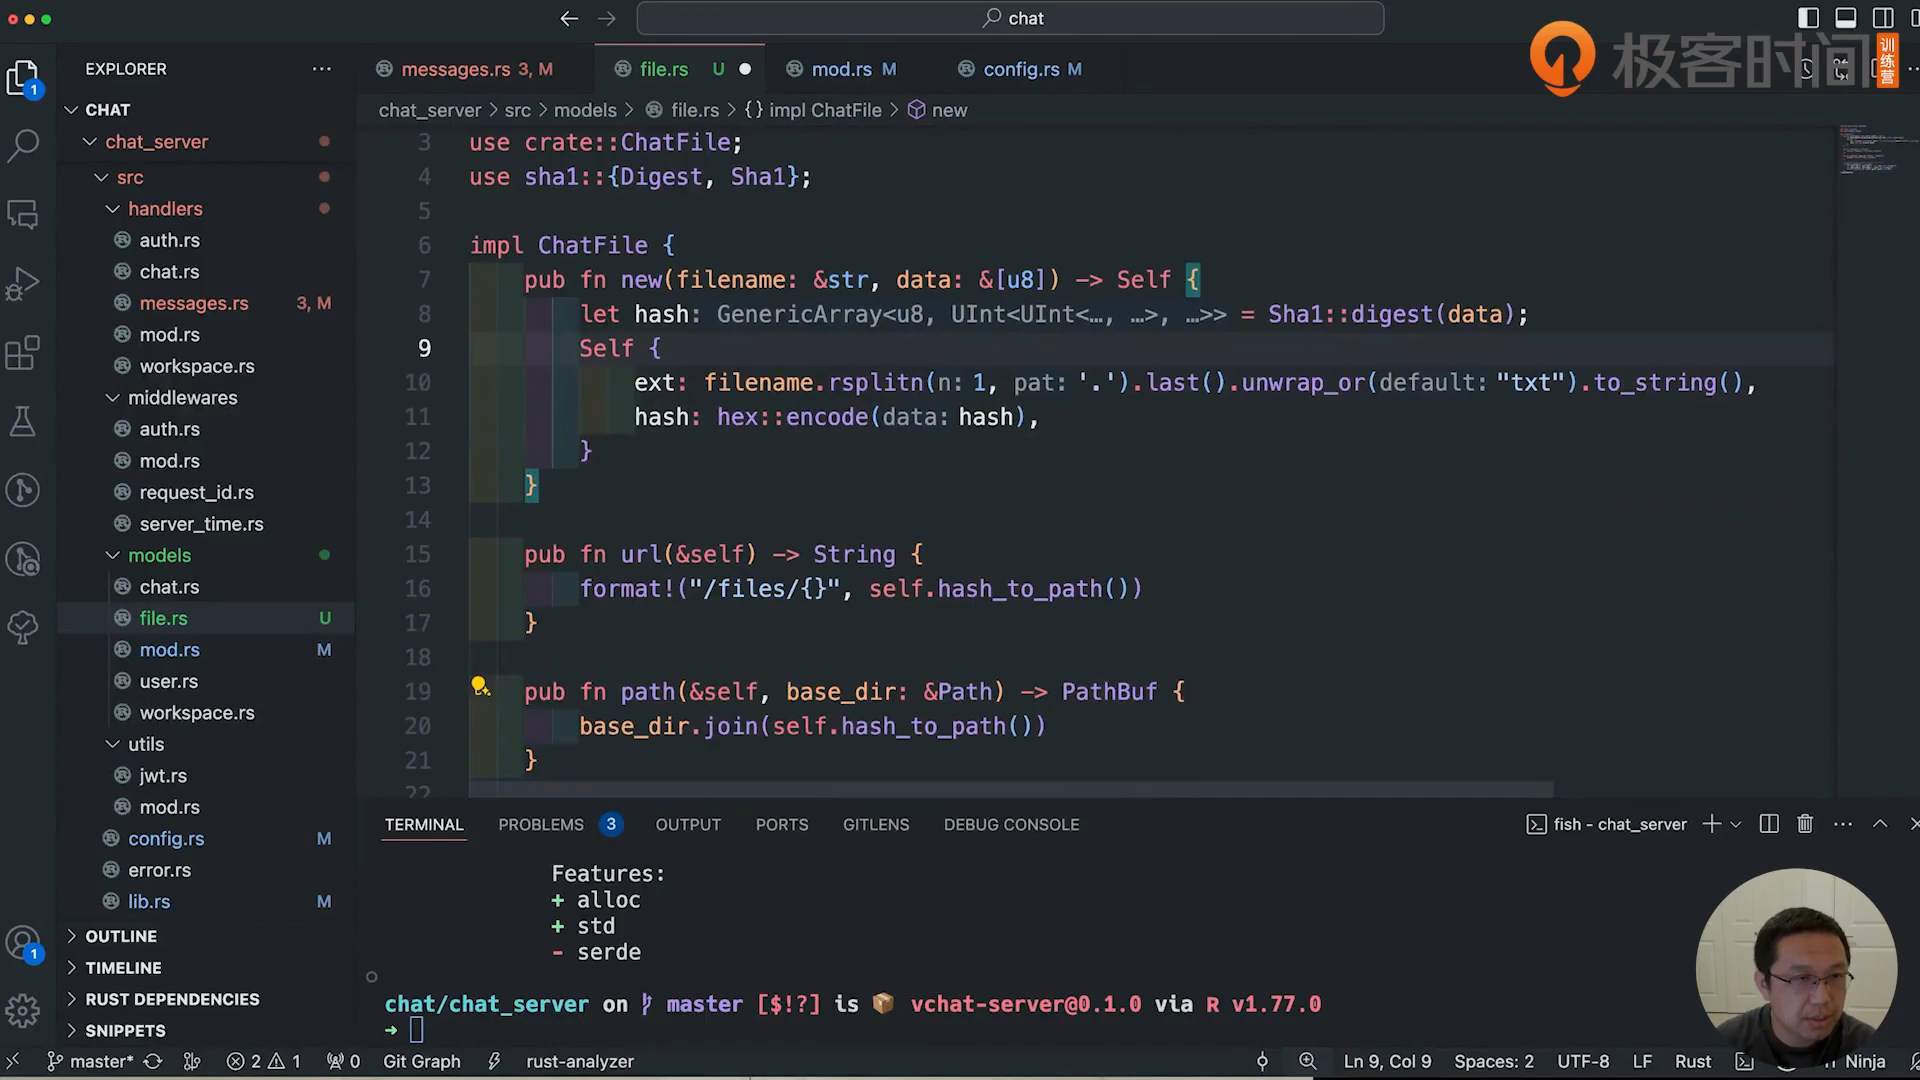 chat
极客时间 训练营
EXPLORER
messages.rs 3, M
file.rs U
mod.rs M
config.rs M
CHAT
chat_server > src > models > file.rs > {} impl ChatFile > new
chat_server
src
handlers
auth.rs
chat.rs
messages.rs 3, M
mod.rs
workspace.rs
middlewares
auth.rs
mod.rs
request_id.rs
server_time.rs
models
chat.rs
file.rs U
mod.rs M
user.rs
workspace.rs
utils
jwt.rs
mod.rs
config.rs M
error.rs
lib.rs M
OUTLINE
TIMELINE
RUST DEPENDENCIES
SNIPPETS
1
1
3 use crate::ChatFile;
4 use sha1::{Digest, Sha1};
5
6 impl ChatFile {
7 pub fn new(filename: &str, data: &[u8]) -> Self {
8 let hash: GenericArray<u8, UInt<UInt<…, …>, …>> = Sha1::digest(data);
9 Self {
10 ext: filename.rsplitn(n: 1, pat: '.').last().unwrap_or(default: "txt").to_string(),
11 hash: hex::encode(data: hash),
12 }
13 }
14
15 pub fn url(&self) -> String {
16 format!("/files/{}", self.hash_to_path())
17 }
18
19 pub fn path(&self, base_dir: &Path) -> PathBuf {
20 base_dir.join(self.hash_to_path())
21 }
22
TERMINAL PROBLEMS 3 OUTPUT PORTS GITLENS DEBUG CONSOLE
fish - chat_server
Features:
+ alloc
+ std
- serde
chat/chat_server on master [$!?] is 📦 vchat-server@0.1.0 via R v1.77.0
→
master* 2 1 0 Git Graph rust-analyzer
Ln 9, Col 9 Spaces: 2 UTF-8 LF Rust Ninja